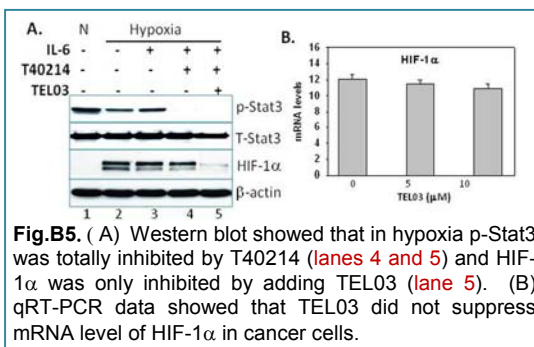 A. N Hypoxia
IL-6 - - + + +
T40214 - - - + +
TEL03 - - - - +
p-Stat3
T-Stat3
HIF-1α
β-actin
1 2 3 4 5
B.
HIF-1α
mRNA levels
16
14
12
10
8
6
4
2
0
0 5 10
TEL03 (μM)
Fig.B5. ( A) Western blot showed that in hypoxia p-Stat3
was totally inhibited by T40214 (lanes 4 and 5) and HIF-
1α was only inhibited by adding TEL03 (lane 5). (B)
qRT-PCR data showed that TEL03 did not suppress
mRNA level of HIF-1α in cancer cells.